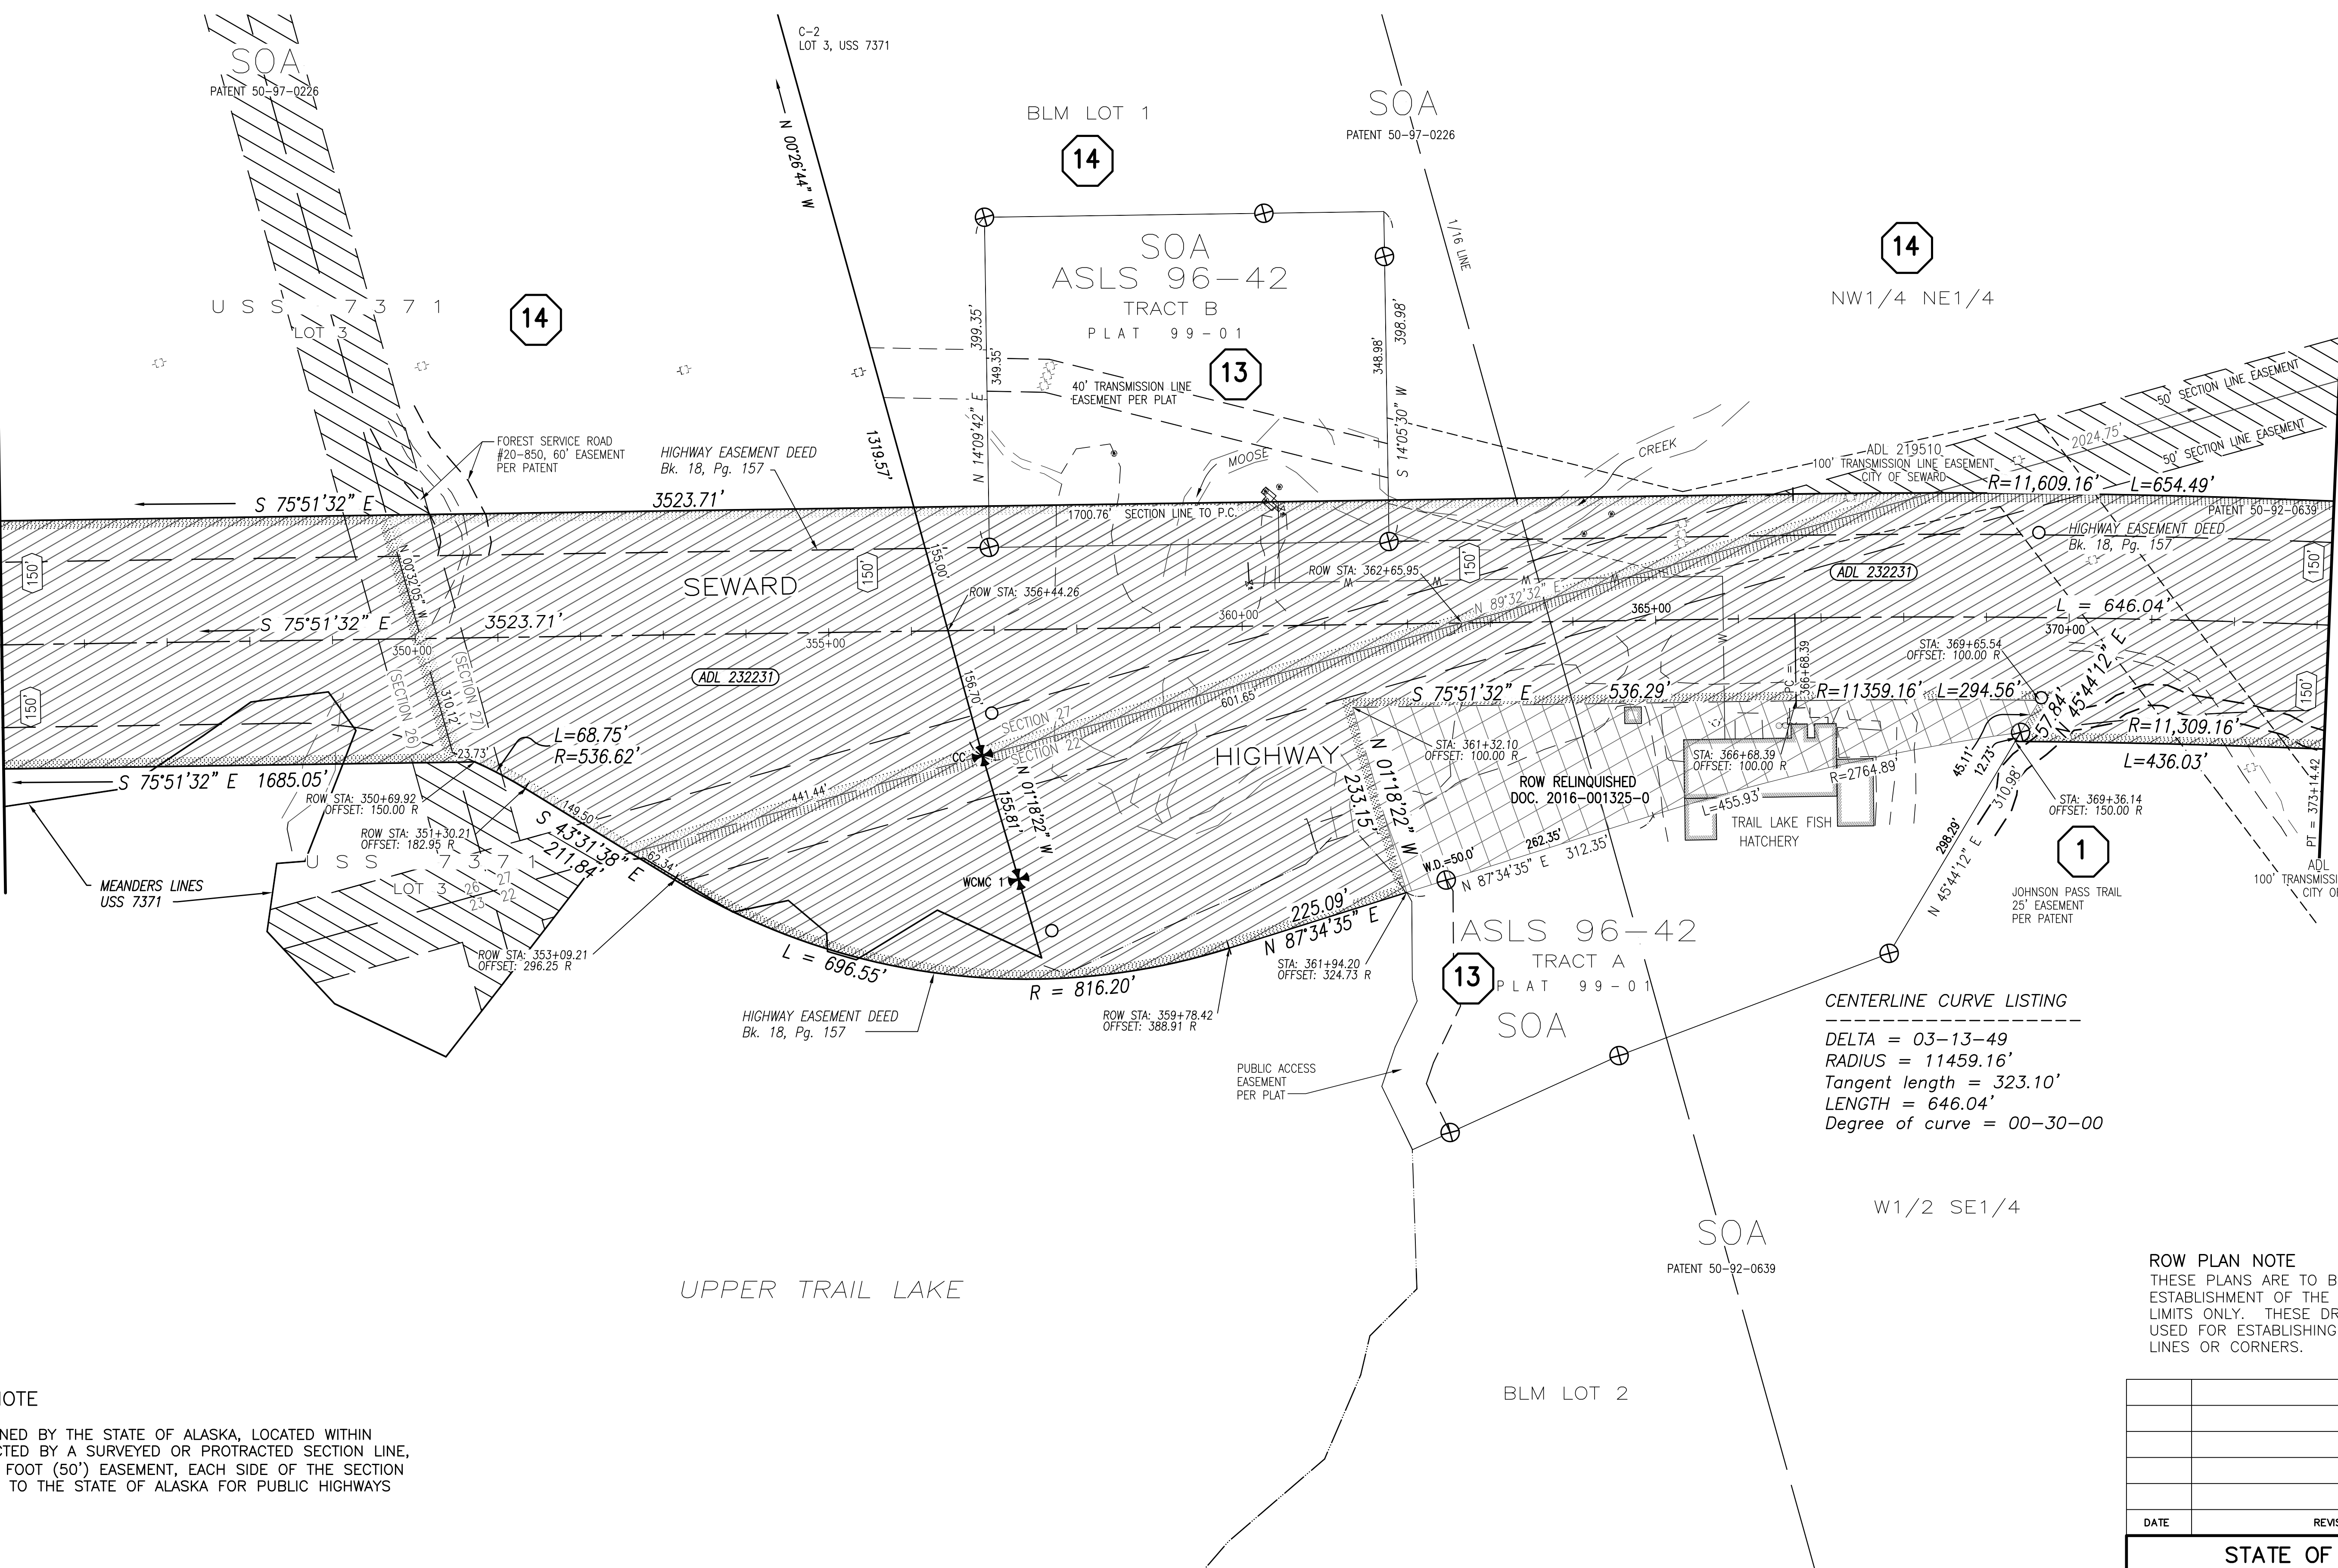 C-2
LOT 3, USS 7371
SOA
PATENT 50-97-0226
BLM LOT 1
14
SOA
PATENT 50-97-0226
N 00°26'44" W
1/16 LINE
14
NW1/4 NE1/4
SOA
ASLS 96-42
TRACT B
PLAT 99-01
13
USS 7371
LOT 3
14
399.35'
349.35'
N 14°09'42" E
398.98'
348.98'
S 14°05'30" W
40' TRANSMISSION LINE
EASEMENT PER PLAT
1319.57'
FOREST SERVICE ROAD
#20-850, 60' EASEMENT
PER PATENT
HIGHWAY EASEMENT DEED
Bk. 18, Pg. 157
MOOSE
CREEK
50' SECTION LINE EASEMENT
2024.75'
50' SECTION LINE EASEMENT
ADL 219510
100' TRANSMISSION LINE EASEMENT
CITY OF SEWARD
R=11,609.16' L=654.49'
PATENT 50-92-0639
S 75°51'32" E
3523.71'
1700.76' SECTION LINE TO P.C.
HIGHWAY EASEMENT DEED
Bk. 18, Pg. 157
150'
150'
150'
150'
155.00'
N 00°32'05" W
SEWARD
ROW STA: 356+44.26
ROW STA: 362+65.95
W
W
W
W
W
ADL 232231
N 89°32'32" E
S 75°51'32" E
3523.71'
350+00
355+00
360+00
365+00
370+00
L = 646.04'
(SECTION 26)
(SECTION 27)
310.12'
ADL 232231
156.70'
601.65'
SECTION 27
SECTION 22
S 75°51'32" E 536.29'
PC =
366+68.39
R=11359.16' L=294.56'
STA: 369+65.54
OFFSET: 100.00 R
57.84'
N 45°44'12" E
150'
150'
R=11,309.16'
L=436.03'
45.11'
12.73'
310.98'
298.29'
N 45°44'12" E
STA: 369+36.14
OFFSET: 150.00 R
PT = 373+14.42
L=68.75'
R=536.62'
23.73'
S 75°51'32" E 1685.05'
ROW STA: 350+69.92
OFFSET: 150.00 R
ROW STA: 351+30.21
OFFSET: 182.95 R
149.50'
S 43°31'38" E
211.84'
62.34'
441.44'
CC
N 01°18'22" W
155.81'
WCMC 1
HIGHWAY
N 01°18'22" W
233.15'
STA: 361+32.10
OFFSET: 100.00 R
ROW RELINQUISHED
DOC. 2016-001325-0
STA: 366+68.39
OFFSET: 100.00 R
R=2764.89'
L=455.93'
TRAIL LAKE FISH
HATCHERY
W.D.=50.0'
262.35'
N 87°34'35" E 312.35'
MEANDERS LINES
USS 7371
USS 7371
LOT 3
26
27
23
22
ROW STA: 353+09.21
OFFSET: 296.25 R
L = 696.55'
R = 816.20'
225.09'
N 87°34'35" E
HIGHWAY EASEMENT DEED
Bk. 18, Pg. 157
ROW STA: 359+78.42
OFFSET: 388.91 R
STA: 361+94.20
OFFSET: 324.73 R
ASLS 96-42
TRACT A
PLAT 99-01
13
SOA
1
JOHNSON PASS TRAIL
25' EASEMENT
PER PATENT
ADL
100' TRANSMISSI
CITY O
PUBLIC ACCESS
EASEMENT
PER PLAT
CENTERLINE CURVE LISTING
DELTA = 03-13-49
RADIUS = 11459.16'
Tangent length = 323.10'
LENGTH = 646.04'
Degree of curve = 00-30-00
W1/2 SE1/4
SOA
PATENT 50-92-0639
UPPER TRAIL LAKE
BLM LOT 2
ROW PLAN NOTE
THESE PLANS ARE TO B
ESTABLISHMENT OF THE
LIMITS ONLY. THESE DR
USED FOR ESTABLISHING
LINES OR CORNERS.
NOTE
NED BY THE STATE OF ALASKA, LOCATED WITHIN
CTED BY A SURVEYED OR PROTRACTED SECTION LINE,
FOOT (50') EASEMENT, EACH SIDE OF THE SECTION
TO THE STATE OF ALASKA FOR PUBLIC HIGHWAYS
DATE
REVIS
STATE OF